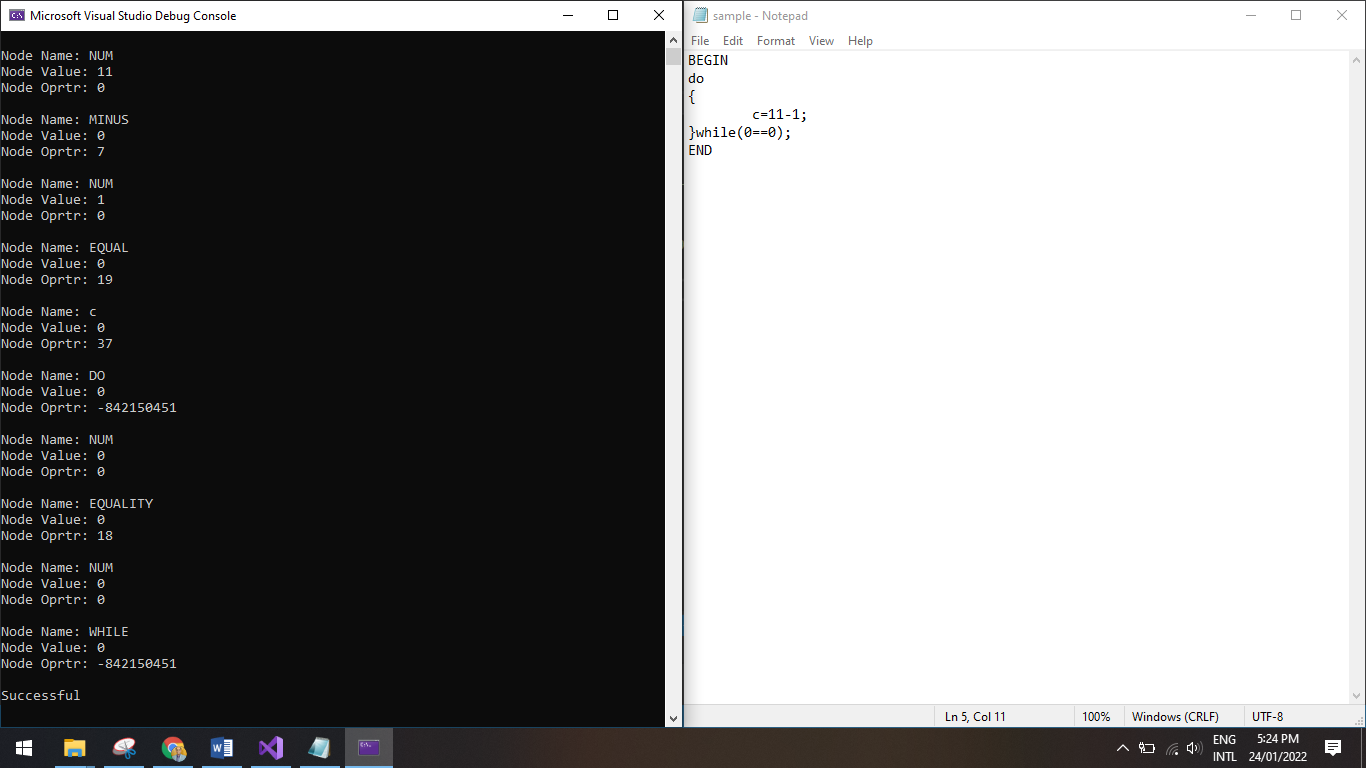 Microsoft Visual Studio Debug Console
Node Name: NUM
Node Value: 11
Node Oprtr: 0
Node Name: MINUS
Node Value: 0
Node Oprtr: 7
Node Name: NUM
Node Value: 1
Node Oprtr: 0
Node Name: EQUAL
Node Value: 0
Node Oprtr: 19
Node Name: c
Node Value: 0
Node Oprtr: 37
Node Name: DO
Node Value: 0
Node Oprtr: -842150451
Node Name: NUM
Node Value: 0
Node Oprtr: 0
Node Name: EQUALITY
Node Value: 0
Node Oprtr: 18
Node Name: NUM
Node Value: 0
Node Oprtr: 0
Node Name: WHILE
Node Value: 0
Node Oprtr: -842150451
Successful
sample - Notepad
File Edit Format View Help
BEGIN
do
{
c=11-1;
}while(0==0);
END
Ln 5, Col 11 100% Windows (CRLF) UTF-8
ENG 5:24 PM
INTL 24/01/2022